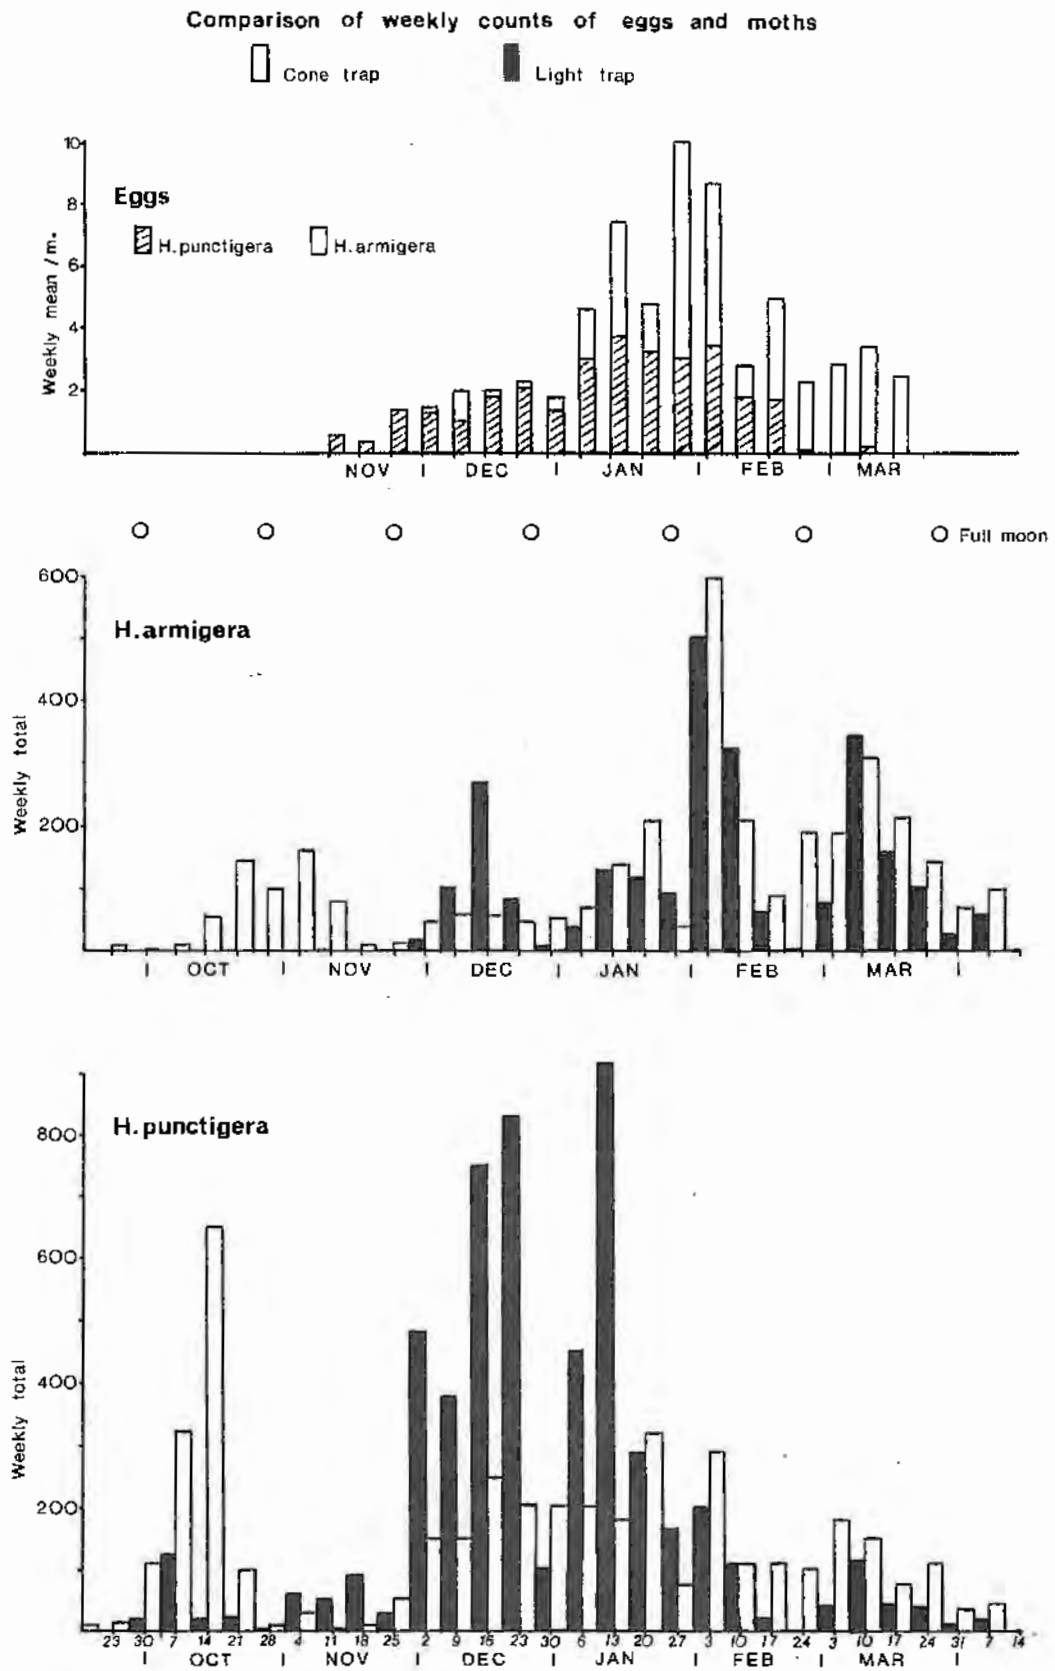 Comparison of weekly counts of eggs and moths
Cone trap Light trap
10
Eggs
8
H.punctigera H.armigera
6
4
2
Weekly mean /m.
NOV I DEC I JAN I FEB I MAR
Full moon
600
H.armigera
400
200
Weekly total
I OCT I NOV I DEC I JAN I FEB I MAR I
H.punctigera
800
600
400
200
Weekly total
23 30 7 14 21 28 4 11 18 25 2 9 16 23 30 6 13 20 27 3 10 17 24 3 10 17 24 31 7 14
I OCT I NOV I DEC I JAN I FEB I MAR I